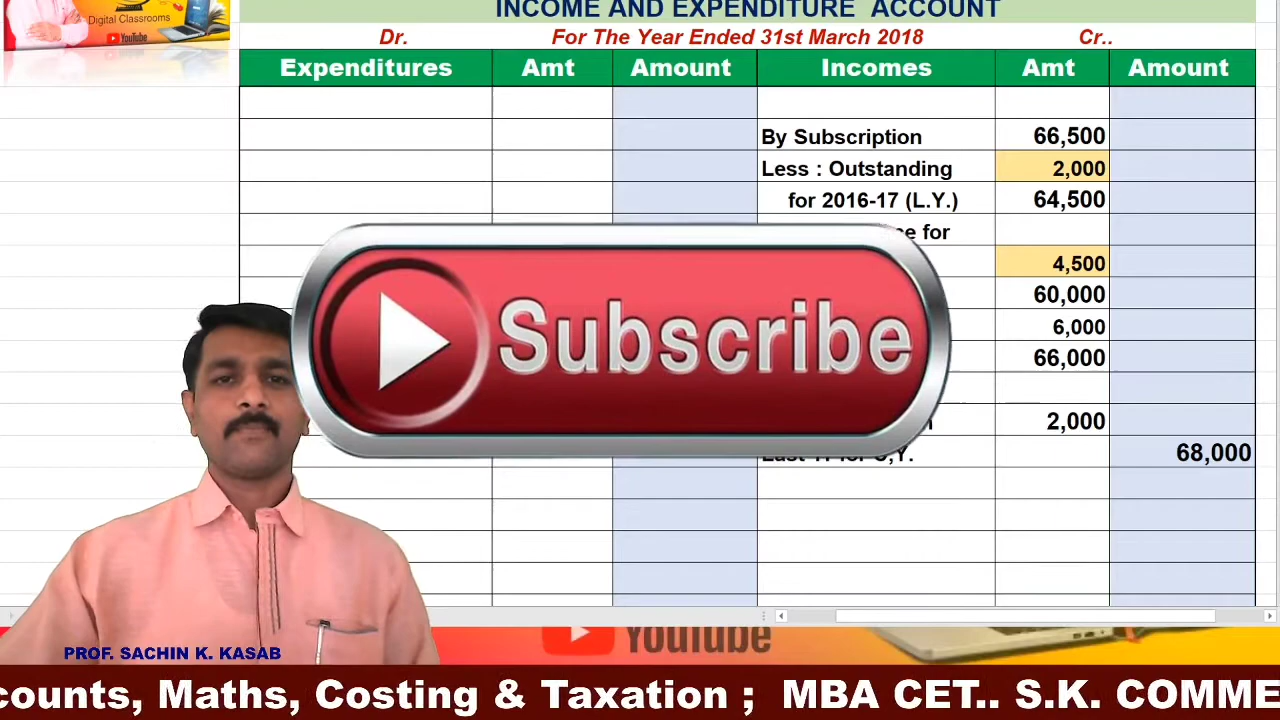 Digital Classrooms
YouTube
INCOME AND EXPENDITURE ACCOUNT
Dr. For The Year Ended 31st March 2018 Cr..
Expenditures Amt Amount Incomes Amt Amount
By Subscription 66,500
Less : Outstanding 2,000
for 2016-17 (L.Y.) 64,500
for
4,500
60,000
6,000
66,000
2,000
68,000
Subscribe
PROF. SACHIN K. KASAB
YouTube
counts, Maths, Costing & Taxation ; MBA CET.. S.K. COMME